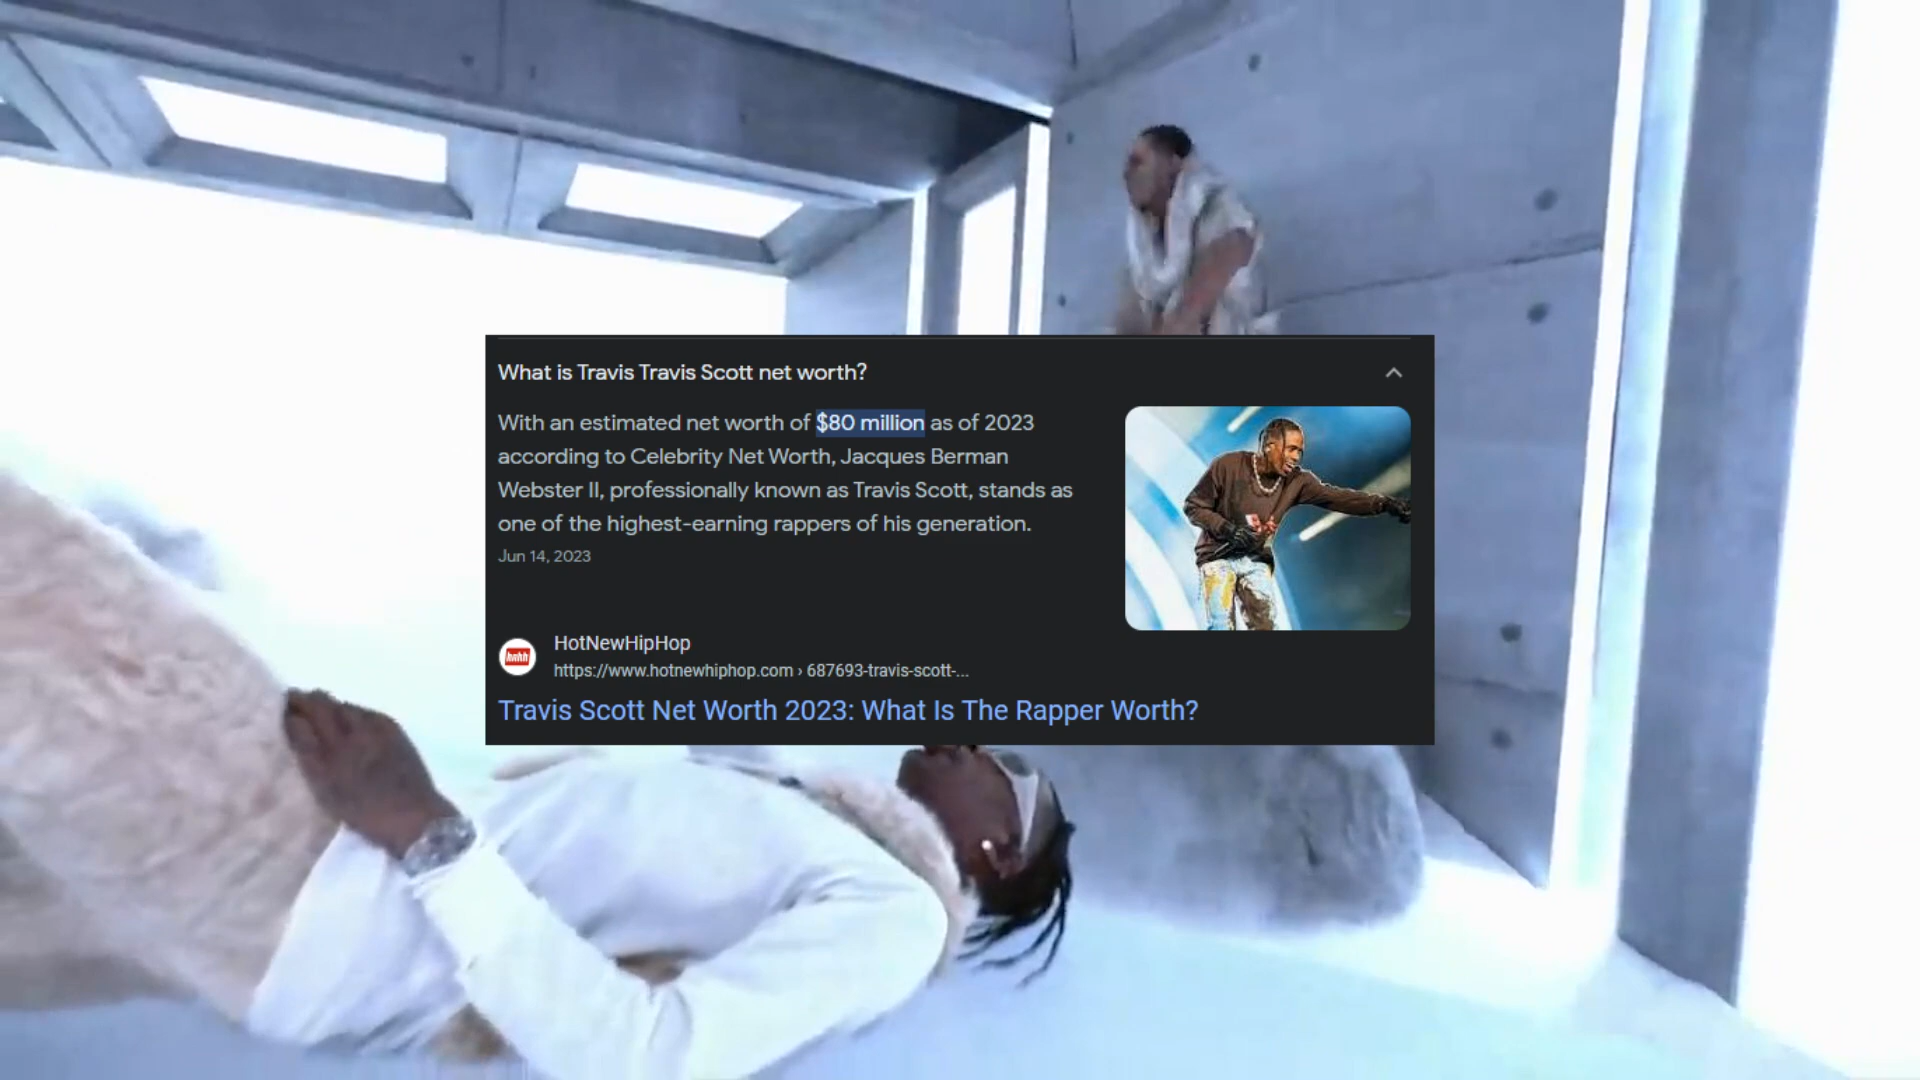 What is Travis Travis Scott net worth?
With an estimated net worth of $80 million as of 2023
according to Celebrity Net Worth, Jacques Berman
Webster II, professionally known as Travis Scott, stands as
one of the highest-earning rappers of his generation.
Jun 14, 2023
hnhh
HotNewHipHop
https://www.hotnewhiphop.com › 687693-travis-scott-...
Travis Scott Net Worth 2023: What Is The Rapper Worth?